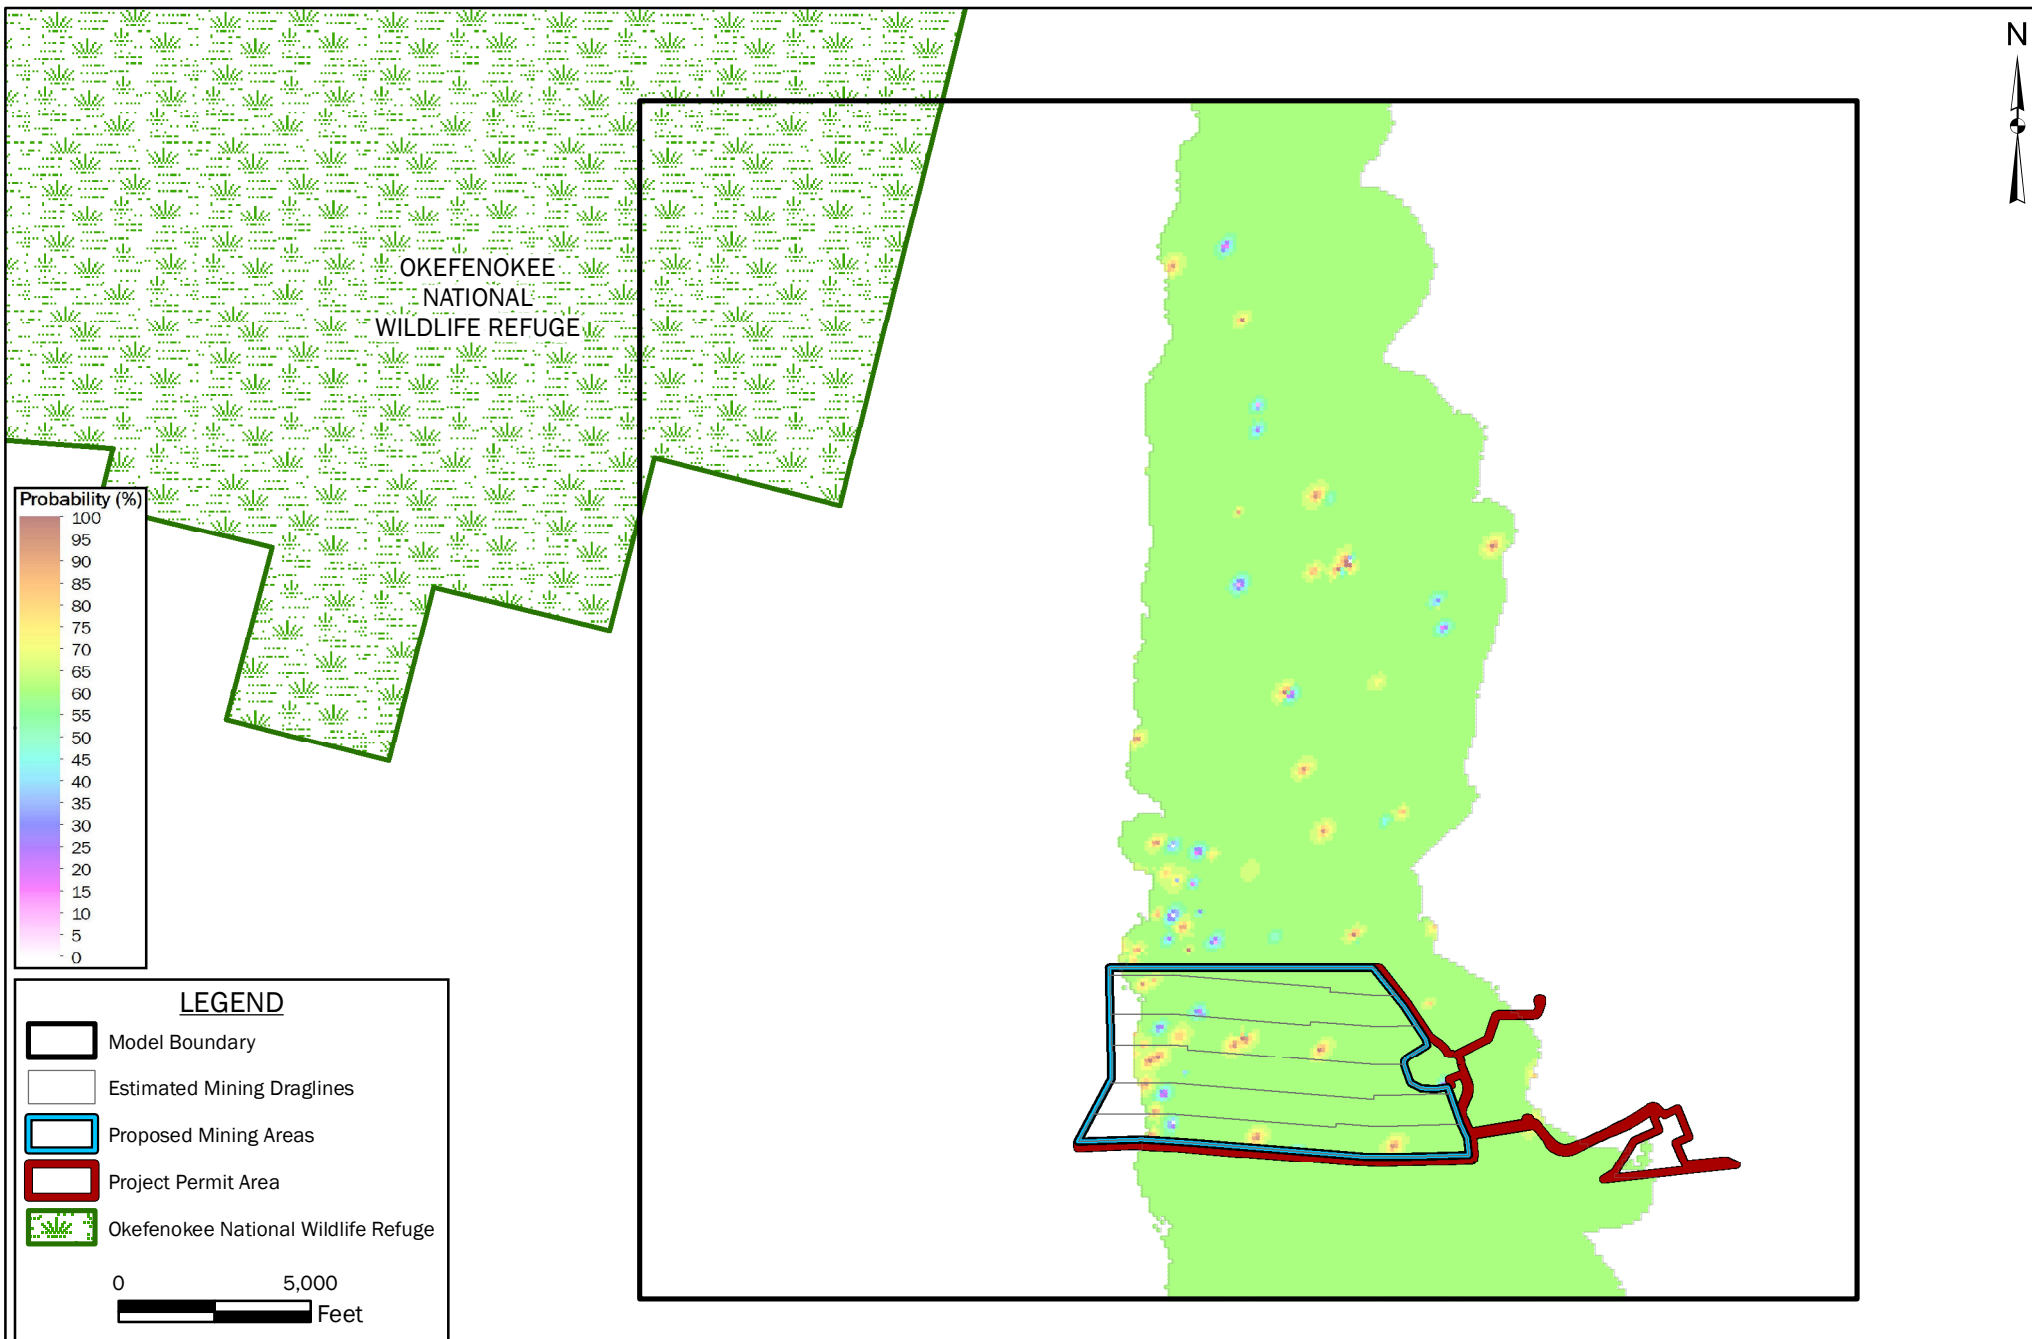 N
OKEFENOKEE
NATIONAL
WILDLIFE REFUGE
Probability (%)
100
95
90
85
80
75
70
65
60
55
50
45
40
35
30
25
20
15
10
5
0
LEGEND
Model Boundary
Estimated Mining Draglines
Proposed Mining Areas
Project Permit Area
Okefenokee National Wildlife Refuge
0 5,000
Feet